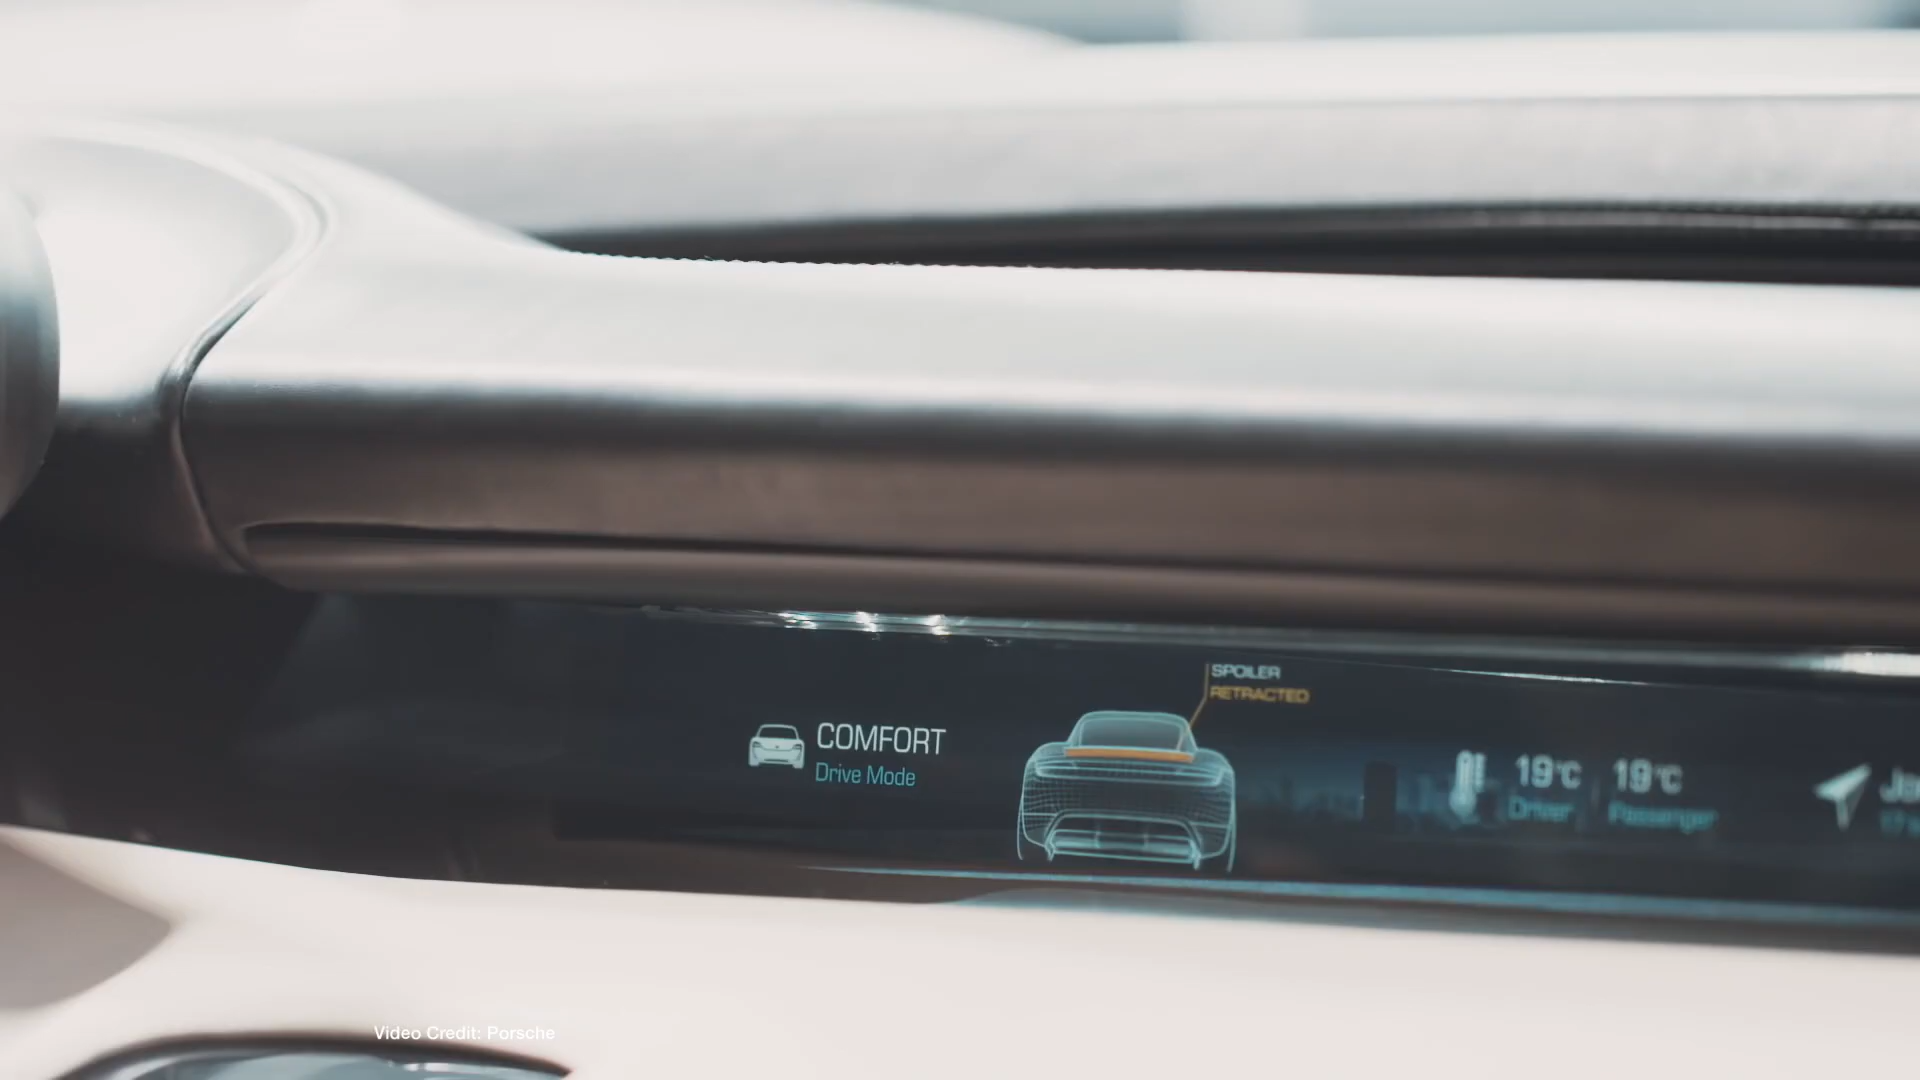 SPOILER
RETRACTED
COMFORT
Drive Mode
19°C 19°C
Driver Passenger
Video Credit: Porsche